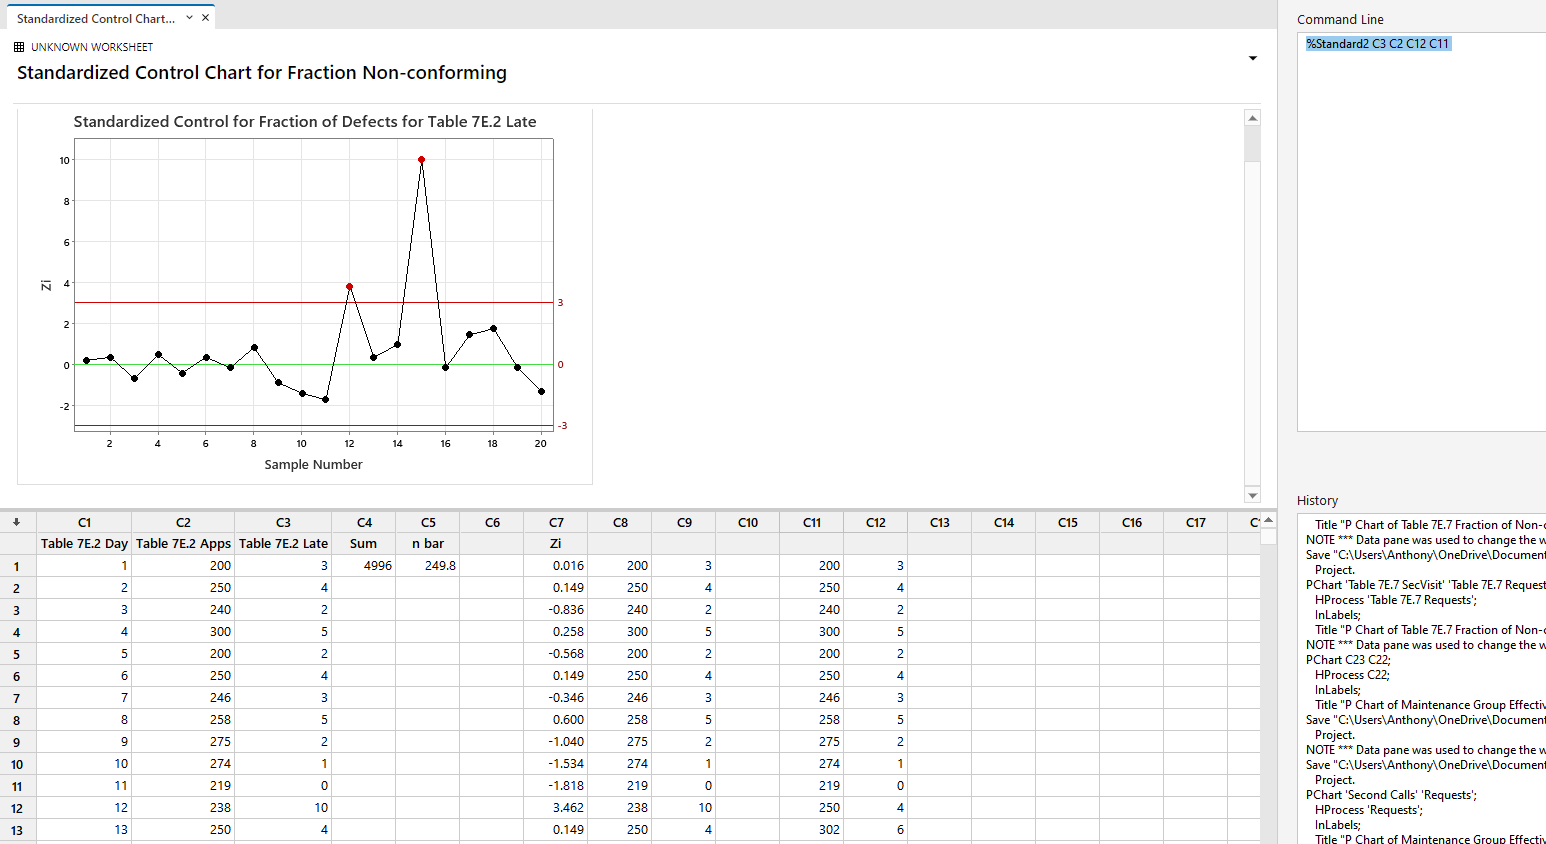 Standardized Control Chart...
UNKNOWN WORKSHEET
Standardized Control Chart for Fraction Non-conforming
Standardized Control for Fraction of Defects for Table 7E.2 Late
Zi
10
8
6
4
2
0
-2
3
0
-3
2 4 6 8 10 12 14 16 18 20
Sample Number
C1 C2 C3 C4 C5 C6 C7 C8 C9 C10 C11 C12 C13 C14 C15 C16 C17 C
Table 7E.2 Day Table 7E.2 Apps Table 7E.2 Late Sum n bar Zi
1 1 200 3 4996 249.8 0.016 200 3 200 3
2 2 250 4 0.149 250 4 250 4
3 3 240 2 -0.836 240 2 240 2
4 4 300 5 0.258 300 5 300 5
5 5 200 2 -0.568 200 2 200 2
6 6 250 4 0.149 250 4 250 4
7 7 246 3 -0.346 246 3 246 3
8 8 258 5 0.600 258 5 258 5
9 9 275 2 -1.040 275 2 275 2
10 10 274 1 -1.534 274 1 274 1
11 11 219 0 -1.818 219 0 219 0
12 12 238 10 3.462 238 10 250 4
13 13 250 4 0.149 250 4 302 6
Command Line
%Standard2 C3 C2 C12 C11
History
Title "P Chart of Table 7E.7 Fraction of Non-c
NOTE *** Data pane was used to change the w
Save "C:\Users\Anthony\OneDrive\Document
Project.
PChart 'Table 7E.7 SecVisit' 'Table 7E.7 Request
HProcess 'Table 7E.7 Requests';
InLabels;
Title "P Chart of Table 7E.7 Fraction of Non-c
NOTE *** Data pane was used to change the w
PChart C23 C22;
HProcess C22;
InLabels;
Title "P Chart of Maintenance Group Effectiv
Save "C:\Users\Anthony\OneDrive\Document
Project.
NOTE *** Data pane was used to change the w
Save "C:\Users\Anthony\OneDrive\Document
Project.
PChart 'Second Calls' 'Requests';
HProcess 'Requests';
InLabels;
Title "P Chart of Maintenance Group Effectiv